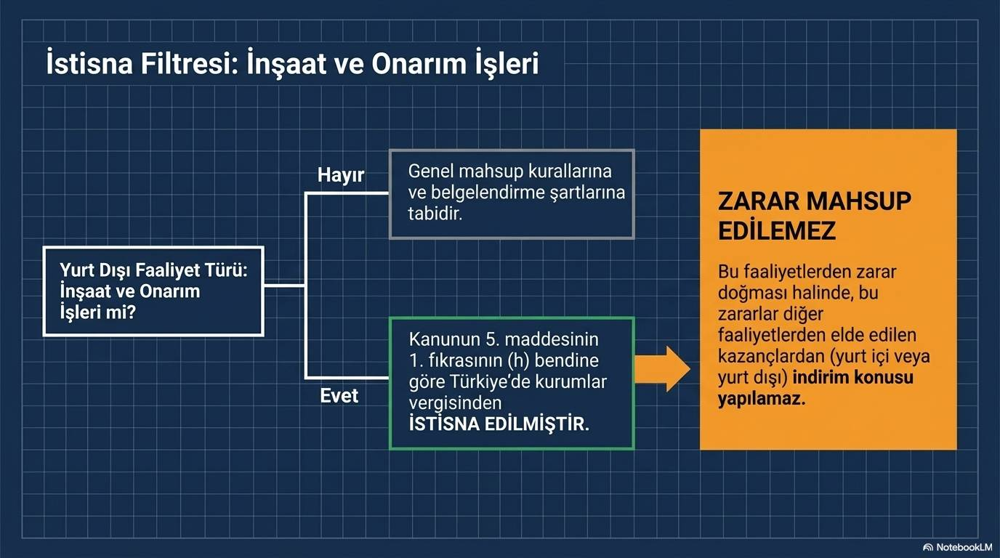 İstisna Filtresi: İnşaat ve Onarım İşleri
Yurt Dışı Faaliyet Türü:
İnşaat ve Onarım
İşleri mi?
Hayır
Genel mahsup kurallarına
ve belgelendirme şartlarına
tabidir.
Evet
Kanunun 5. maddesinin
1. fıkrasının (h) bendine
göre Türkiye'de kurumlar
vergisinden
İSTİSNA EDİLMİŞTİR.
ZARAR MAHSUP
EDİLEMEZ
Bu faaliyetlerden zarar
doğması halinde, bu
zararlar diğer
faaliyetlerden elde edilen
kazançlardan (yurt içi veya
yurt dışı) indirim konusu
yapılamaz.
NotebookLM